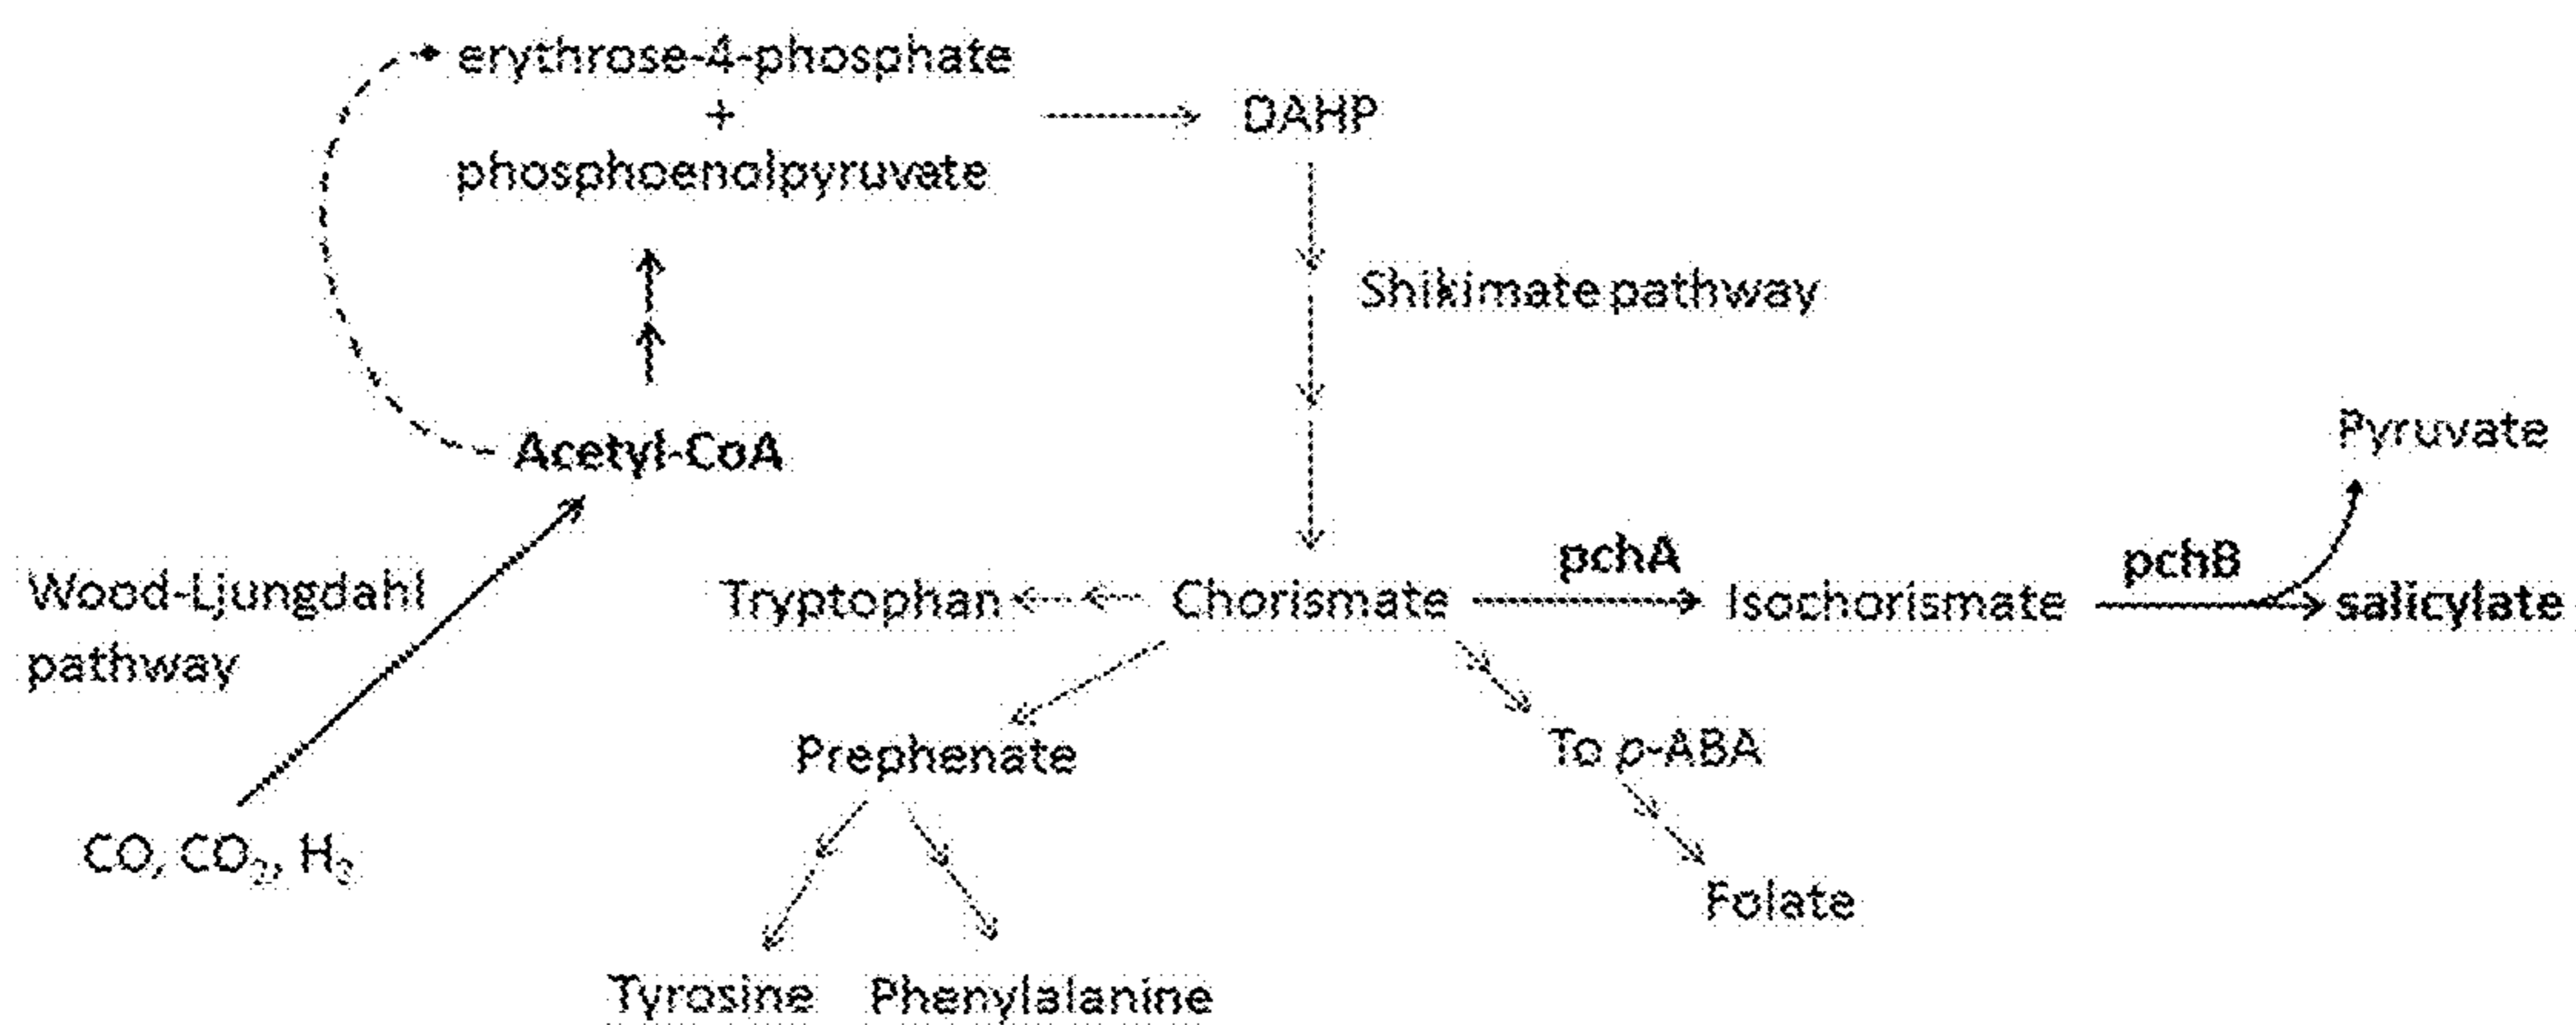 erythrose-4-phosphate
+
phosphoenolpyruvate
DAHP
Shikimate pathway
Acetyl-CoA
Pyruvate
Wood-Ljungdahl
pathway
Tryptophan
Chorismate
pchA
Isochorismate
pchB
salicylate
Prephenate
To p-ABA
CO, CO₂, H₂
Folate
Tyrosine
Phenylalanine